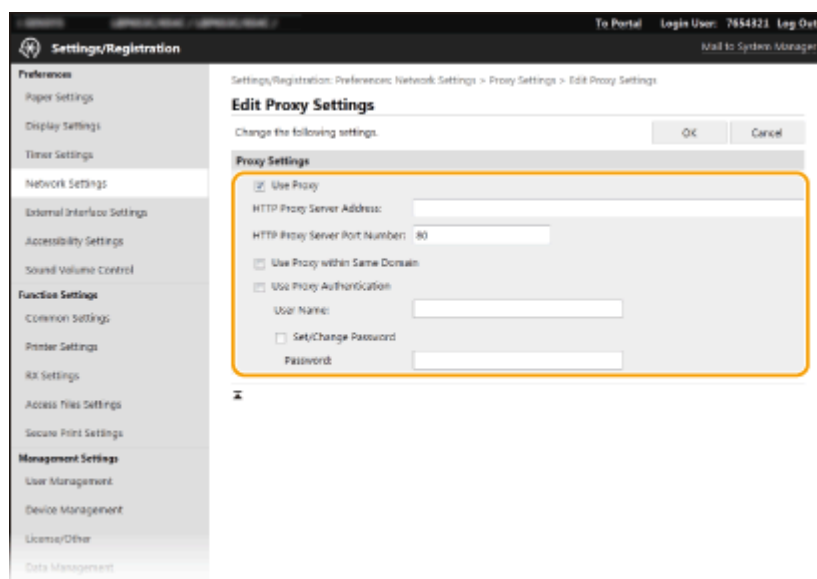 To Portal Login User: 7654321 Log Out
Settings/Registration
Mail to System Manager
Preferences
Paper Settings
Display Settings
Timer Settings
Network Settings
External Interface Settings
Accessibility Settings
Sound Volume Control
Function Settings
Common Settings
Printer Settings
RX Settings
Access Files Settings
Secure Print Settings
Management Settings
User Management
Device Management
License/Other
Data Management
Settings/Registration: Preferences: Network Settings > Proxy Settings > Edit Proxy Settings
Edit Proxy Settings
Change the following settings.
OK Cancel
Proxy Settings
Use Proxy
HTTP Proxy Server Address:
HTTP Proxy Server Port Number: 80
Use Proxy within Same Domain
Use Proxy Authentication
User Name:
Set/Change Password
Password: